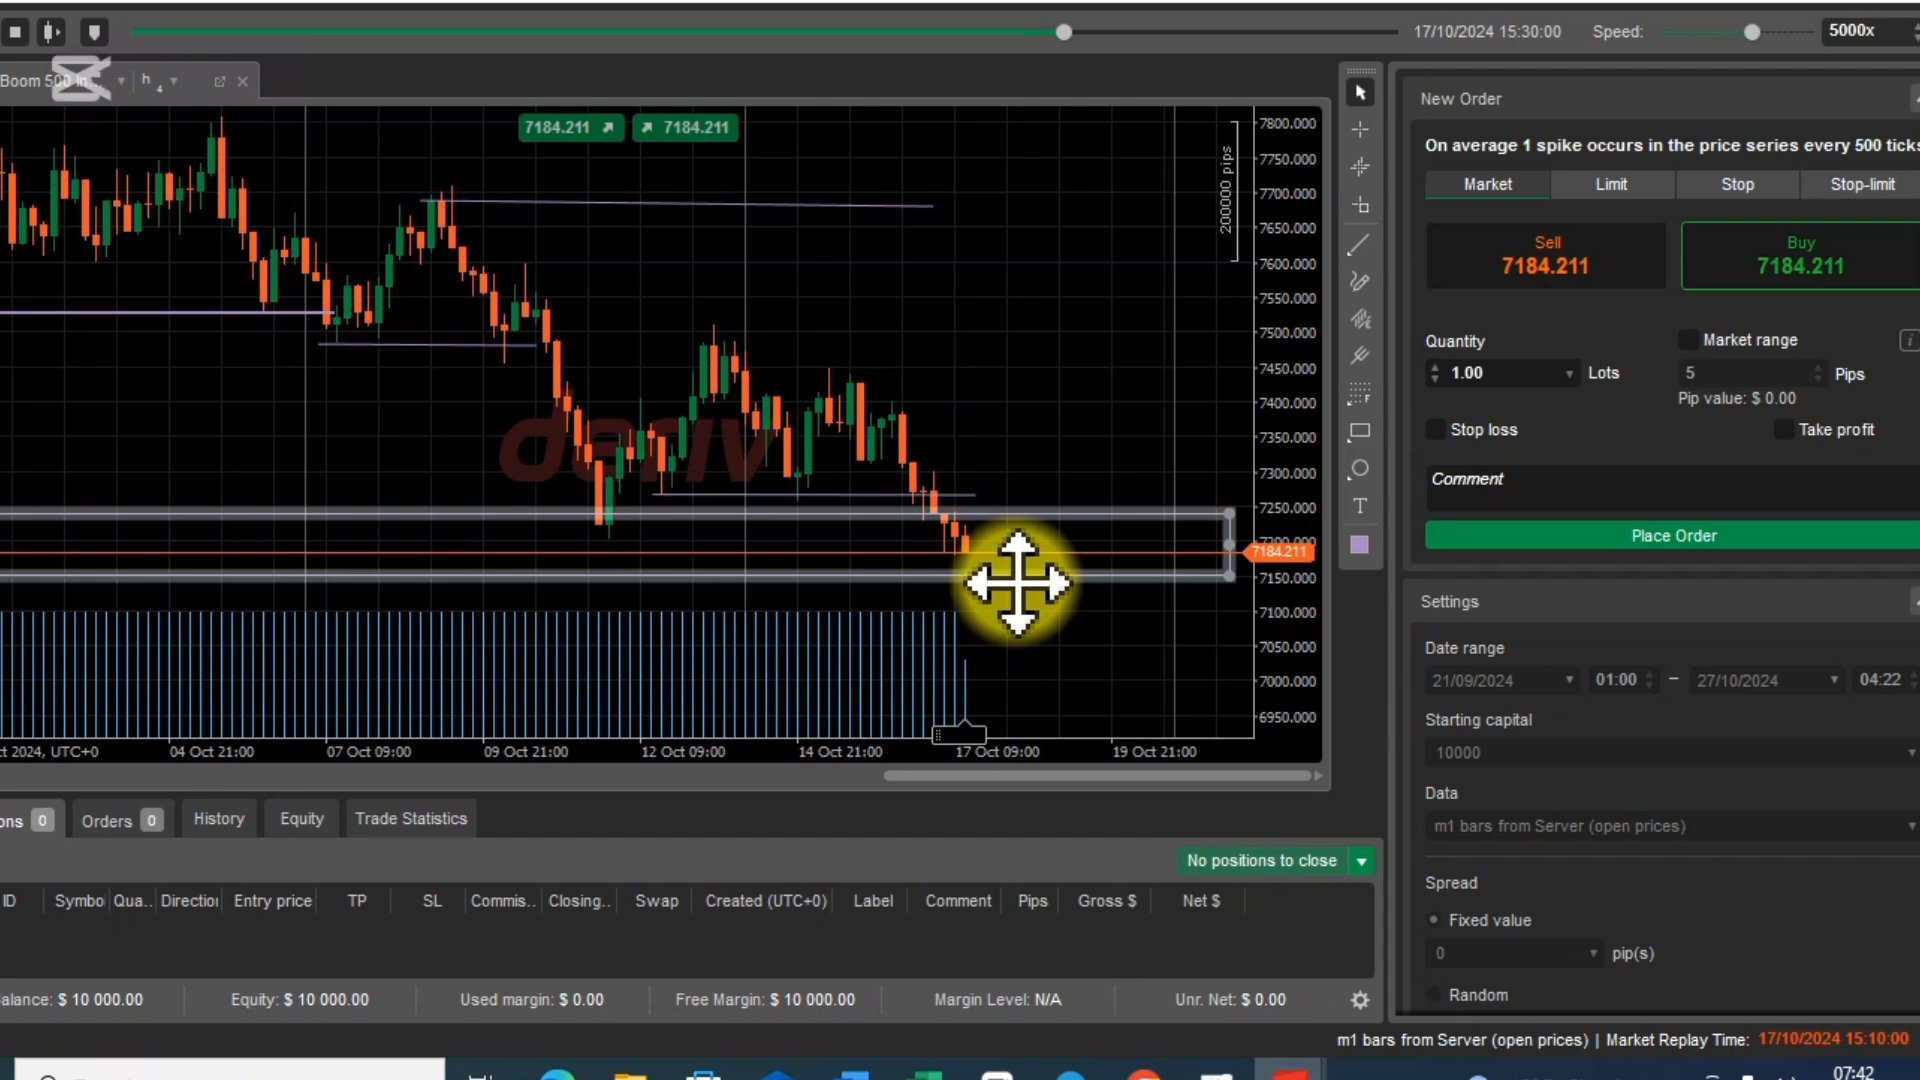 17/10/2024 15:30:00
Speed:
5000x
Boom 500 In...
h 4
7184.211
7184.211
200000 pips
deriv
7800.000
7750.000
7700.000
7650.000
7600.000
7550.000
7500.000
7450.000
7400.000
7350.000
7300.000
7250.000
7200.000
7184.211
7150.000
7100.000
7050.000
7000.000
6950.000
t 2024, UTC+0
04 Oct 21:00
07 Oct 09:00
09 Oct 21:00
12 Oct 09:00
14 Oct 21:00
17 Oct 09:00
19 Oct 21:00
New Order
On average 1 spike occurs in the price series every 500 ticks
Market
Limit
Stop
Stop-limit
Sell
7184.211
Buy
7184.211
Quantity
Market range
1.00
Lots
5
Pips
Pip value: $ 0.00
Stop loss
Take profit
Comment
Place Order
Settings
Date range
21/09/2024
01:00
–
27/10/2024
04:22
Starting capital
10000
Data
m1 bars from Server (open prices)
Spread
Fixed value
0
pip(s)
Random
ons 0
Orders 0
History
Equity
Trade Statistics
No positions to close
ID
Symbo
Qua..
Direction
Entry price
TP
SL
Commis..
Closing..
Swap
Created (UTC+0)
Label
Comment
Pips
Gross $
Net $
alance: $ 10 000.00
Equity: $ 10 000.00
Used margin: $ 0.00
Free Margin: $ 10 000.00
Margin Level: N/A
Unr. Net: $ 0.00
m1 bars from Server (open prices) | Market Replay Time: 17/10/2024 15:10:00
07:42